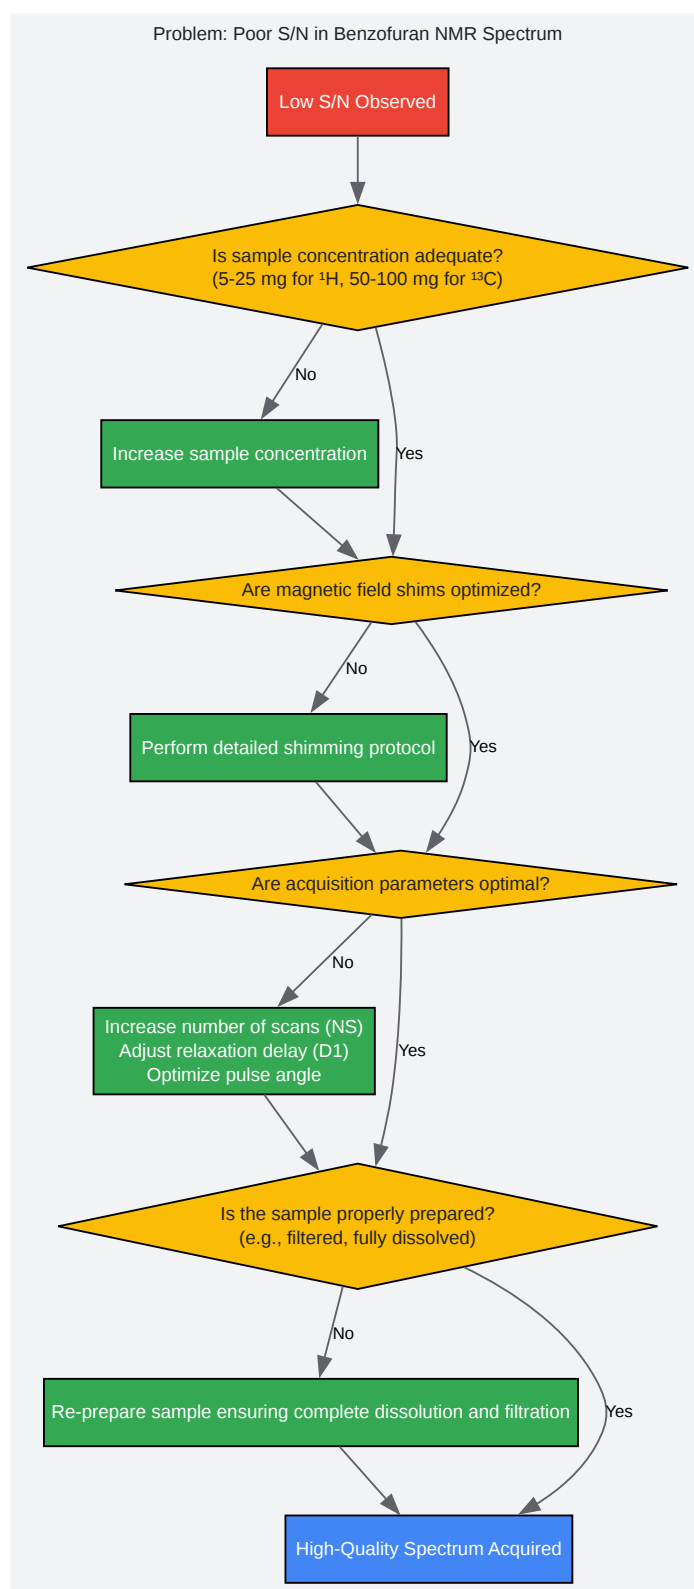 Problem: Poor S/N in Benzofuran NMR Spectrum
Low S/N Observed
Is sample concentration adequate?
(5-25 mg for ¹H, 50-100 mg for ¹³C)
No
Increase sample concentration
Yes
Are magnetic field shims optimized?
No
Perform detailed shimming protocol
Yes
Are acquisition parameters optimal?
No
Increase number of scans (NS)
Adjust relaxation delay (D1)
Optimize pulse angle
Yes
Is the sample properly prepared?
(e.g., filtered, fully dissolved)
No
Re-prepare sample ensuring complete dissolution and filtration
Yes
High-Quality Spectrum Acquired